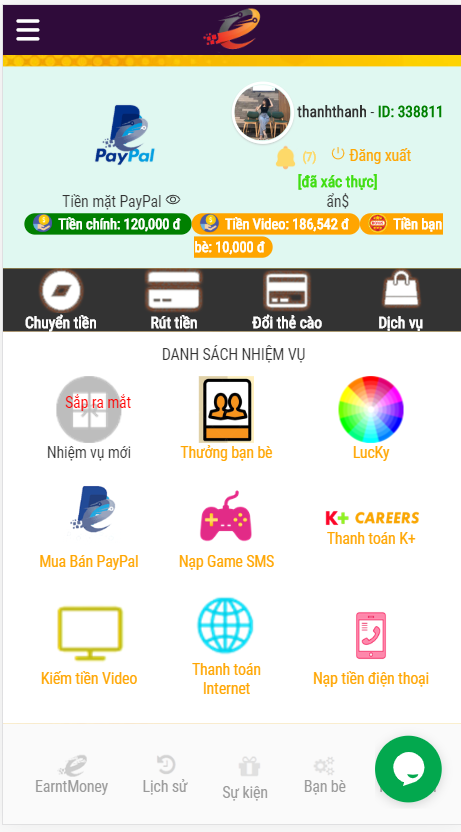 thanhthanh - ID: 338811
PayPal
(7) Đăng xuất
[đã xác thực]
Tiền mặt PayPal ẩn$
Tiền chính: 120,000 đ Tiền Video: 186,542 đ Tiền bạn
bè: 10,000 đ
Chuyển tiền Rút tiền Đổi thẻ cào Dịch vụ
DANH SÁCH NHIỆM VỤ
Sắp ra mắt
Nhiệm vụ mới Thưởng bạn bè LucKy
K+ CAREERS
Mua Bán PayPal Nạp Game SMS Thanh toán K+
Kiếm tiền Video Thanh toán Nạp tiền điện thoại
Internet
EarntMoney Lịch sử Sự kiện Bạn bè